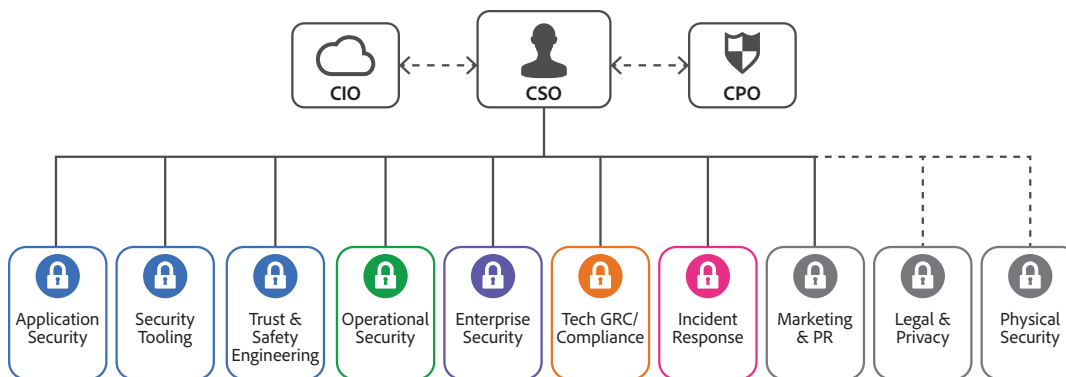 CIO
CSO
CPO
Application
Security
Security
Tooling
Trust &
Safety
Engineering
Operational
Security
Enterprise
Security
Tech GRC/
Compliance
Incident
Response
Marketing
& PR
Legal &
Privacy
Physical
Security